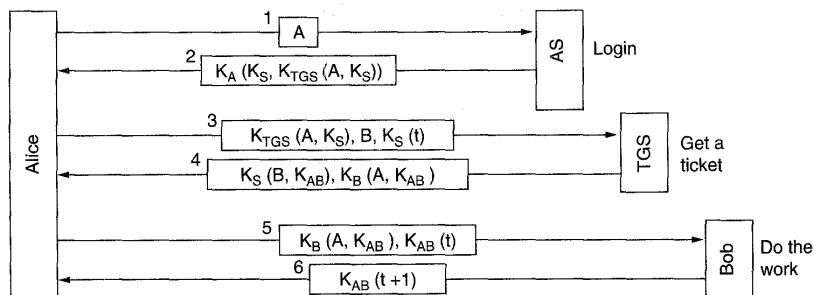 1
A
2
K_A (K_S, K_TGS (A, K_S))
AS
Login
Alice
3
K_TGS (A, K_S), B, K_S (t)
4
K_S (B, K_AB), K_B (A, K_AB )
TGS
Get a
ticket
5
K_B (A, K_AB), K_AB (t)
6
K_AB (t +1)
Bob
Do the
work